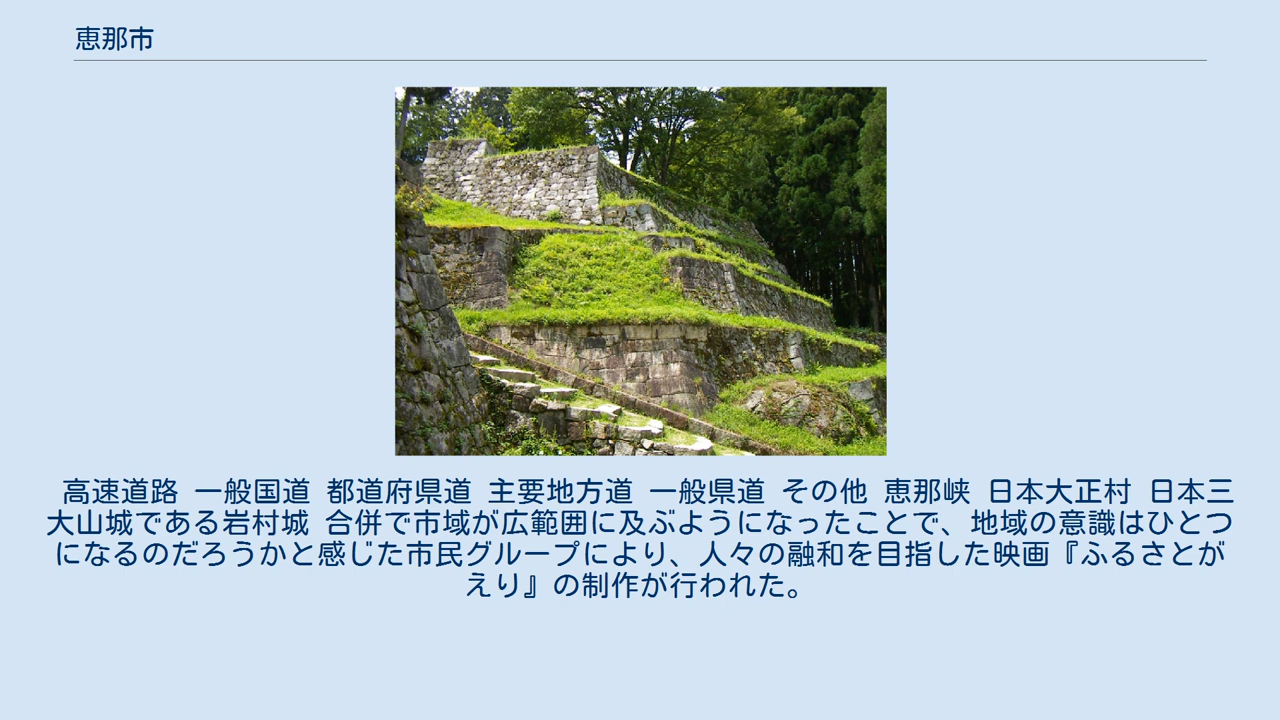 恵那市
高速道路 一般国道 都道府県道 主要地方道 一般県道 その他 恵那峡 日本大正村 日本三
大山城である岩村城 合併で市域が広範囲に及ぶようになったことで、地域の意識はひとつ
になるのだろうかと感じた市民グループにより、人々の融和を目指した映画『ふるさとが
えり』の制作が行われた。